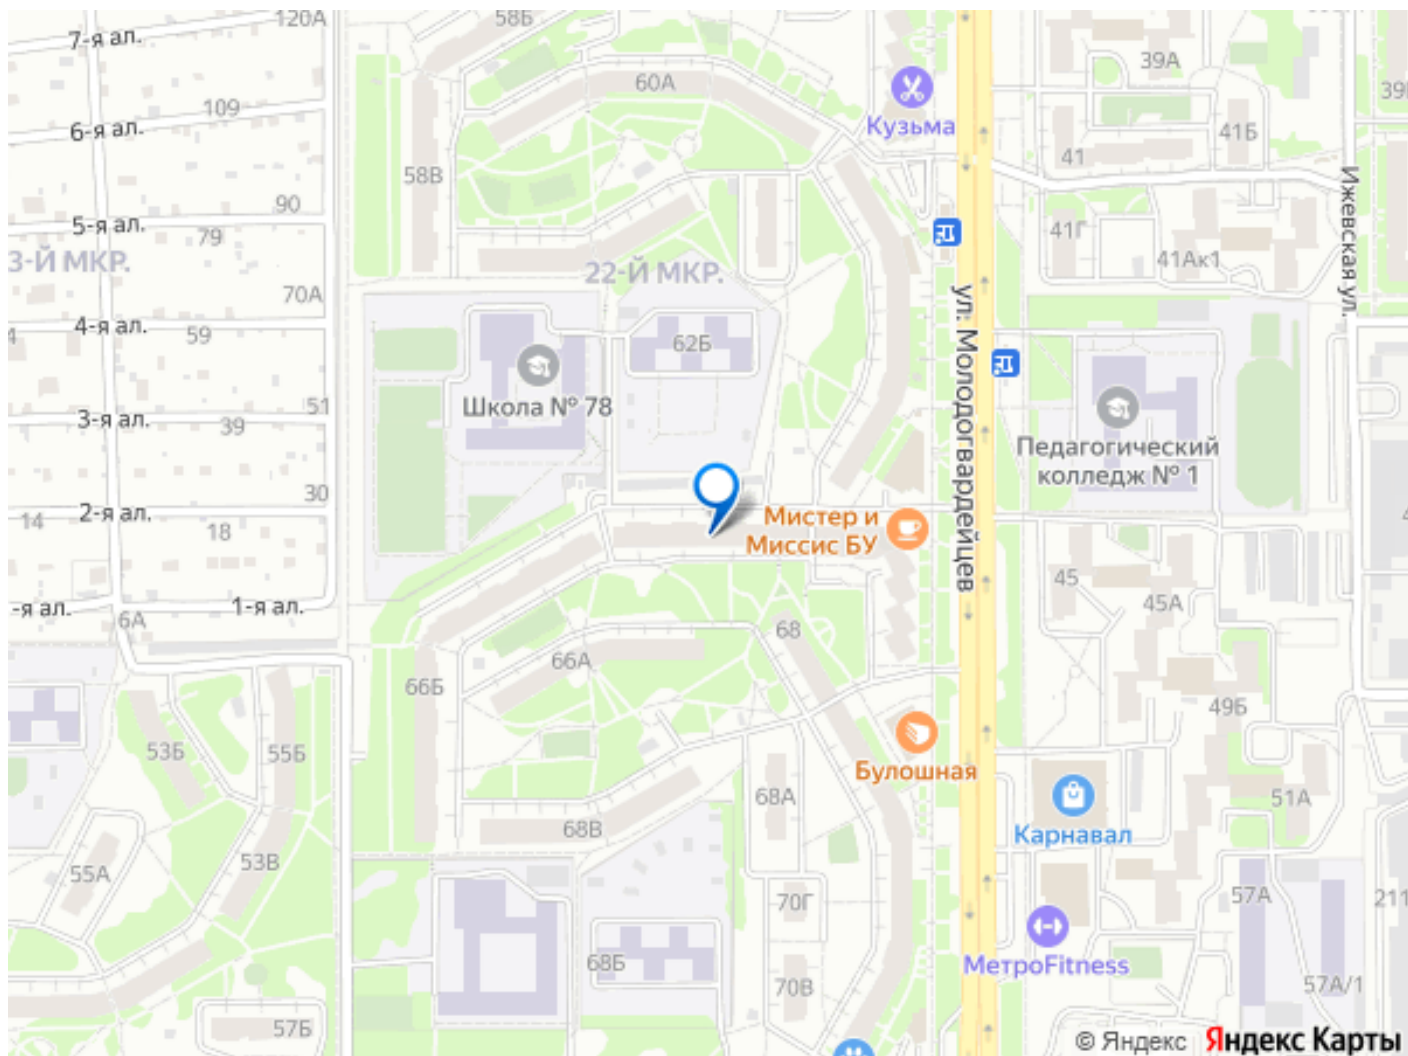 120А
58Б
7-я ал.
60А
39А
39
109
Кузьма
6-я ал.
41Б
41
58В
Ижевская ул.
90
5-я ал.
79
41Г
3-Й МКР.
22-Й МКР.
41Ак1
70А
ул. Молодогвардейцев
4-я ал.
59
62Б
51
Школа № 78
3-я ал.
39
Педагогический
колледж № 1
30
2-я ал.
14
18
Мистер и
Миссис БУ
45
45А
-я ал.
1-я ал.
6А
68
66А
66Б
49Б
53Б
55Б
Булошная
68А
51А
68В
Карнавал
53В
55А
57А
211
70Г
68Б
МетроFitness
70В
57А/1
57Б
© Яндекс
Яндекс Карты